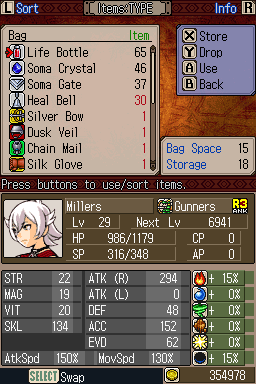 L Sort Items:TYPE Info R
Bag Item
Life Bottle 65
Soma Crystal 46
Soma Gate 37
Heal Bell 30
Silver Bow 1
Dusk Veil 1
Chain Mail 1
Silk Glove 1
X Store
Y Drop
A Use
B Back
Bag Space 15
Storage 18
Press buttons to use/sort items.
Millers Gunners R3 RANK
Lv 29 Next Lv 6941
HP 986/1179 CP 0
SP 316/348 AP 0
STR 22 ATK (R) 294 + 15%
MAG 19 ATK (L) 0 + 0%
VIT 20 DEF 48 + 0%
SKL 134 ACC 152 + 0%
EVD 62 + 0%
AtkSpd 150% MovSpd 130% + 15%
SELECT Swap 354978